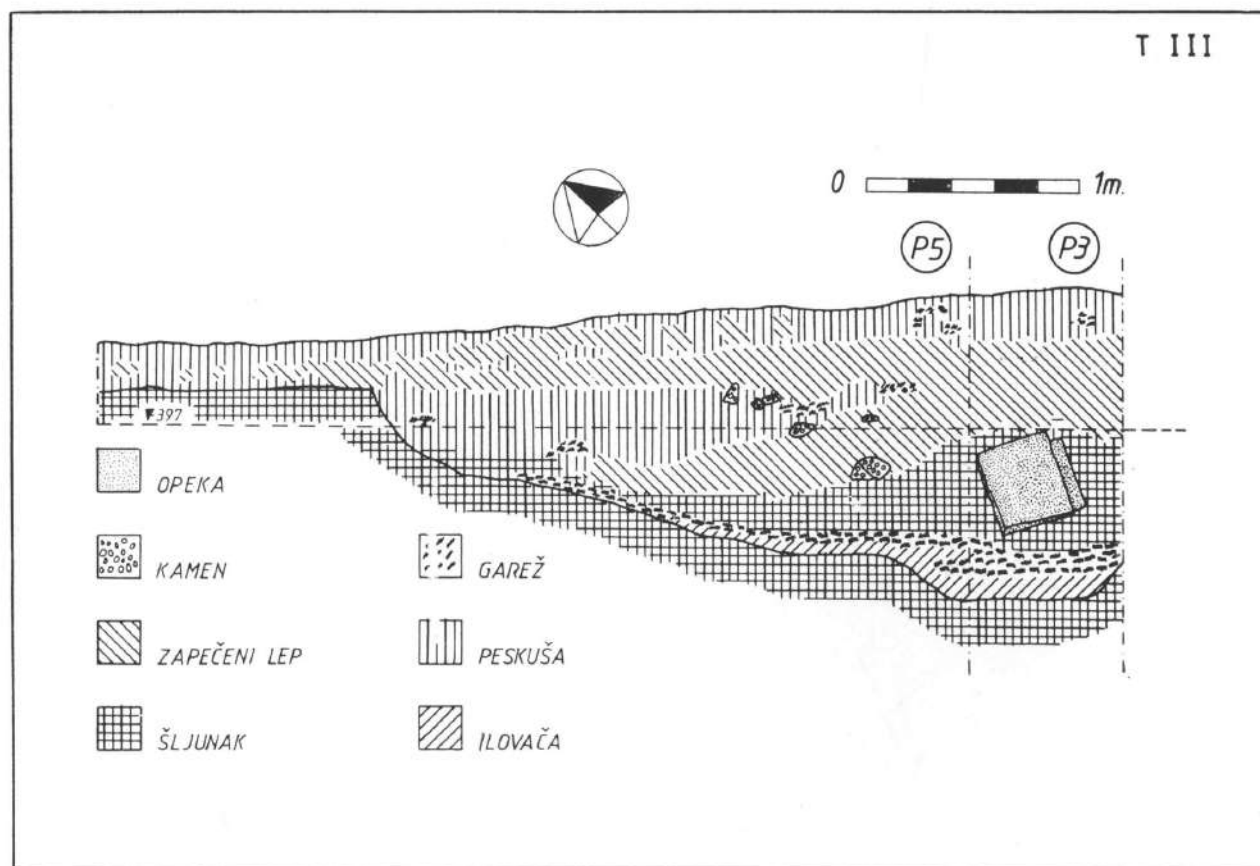 T III
0 1m.
P5 P3
▼397
OPEKA
KAMEN GAREŽ
ZAPEČENI LEP PESKUŠA
ŠLJUNAK ILOVAČA